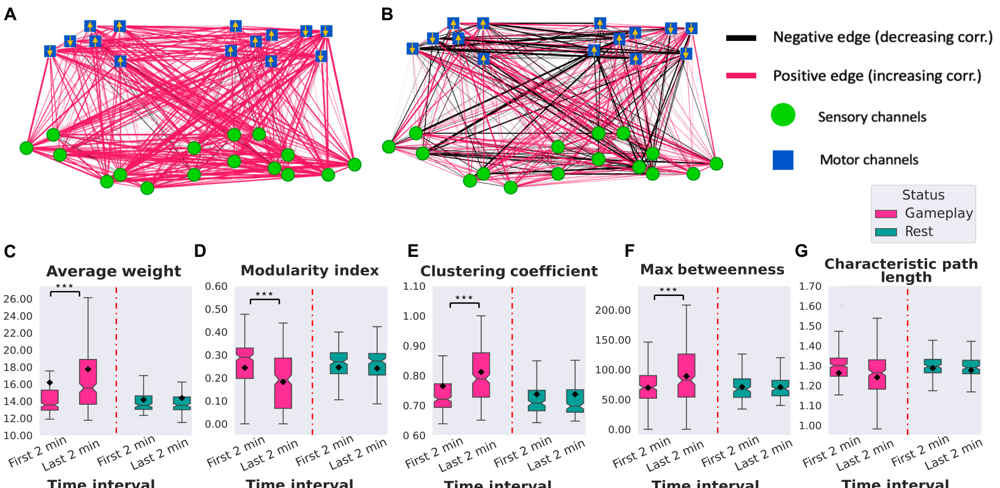 A
B
Negative edge (decreasing corr.)
Positive edge (increasing corr.)
Sensory channels
Motor channels
Status
Gameplay
Rest
C
Average weight
***
26.00
24.00
22.00
20.00
18.00
16.00
14.00
12.00
10.00
First 2 min
Last 2 min
First 2 min
Last 2 min
Time interval
D
Modularity index
***
0.60
0.50
0.40
0.30
0.20
0.10
0.00
First 2 min
Last 2 min
First 2 min
Last 2 min
Time interval
E
Clustering coefficient
***
1.10
1.00
0.90
0.80
0.70
0 60
First 2 min
Last 2 min
First 2 min
Last 2 min
Time interval
F
Max betweenness
***
200.00
150.00
100.00
50.00
0.00
First 2 min
Last 2 min
First 2 min
Last 2 min
Time interval
G
Characteristic path
length
1.70
1.60
1.50
1.40
1.30
1.20
1.10
1.00
First 2 min
Last 2 min
First 2 min
Last 2 min
Time interval